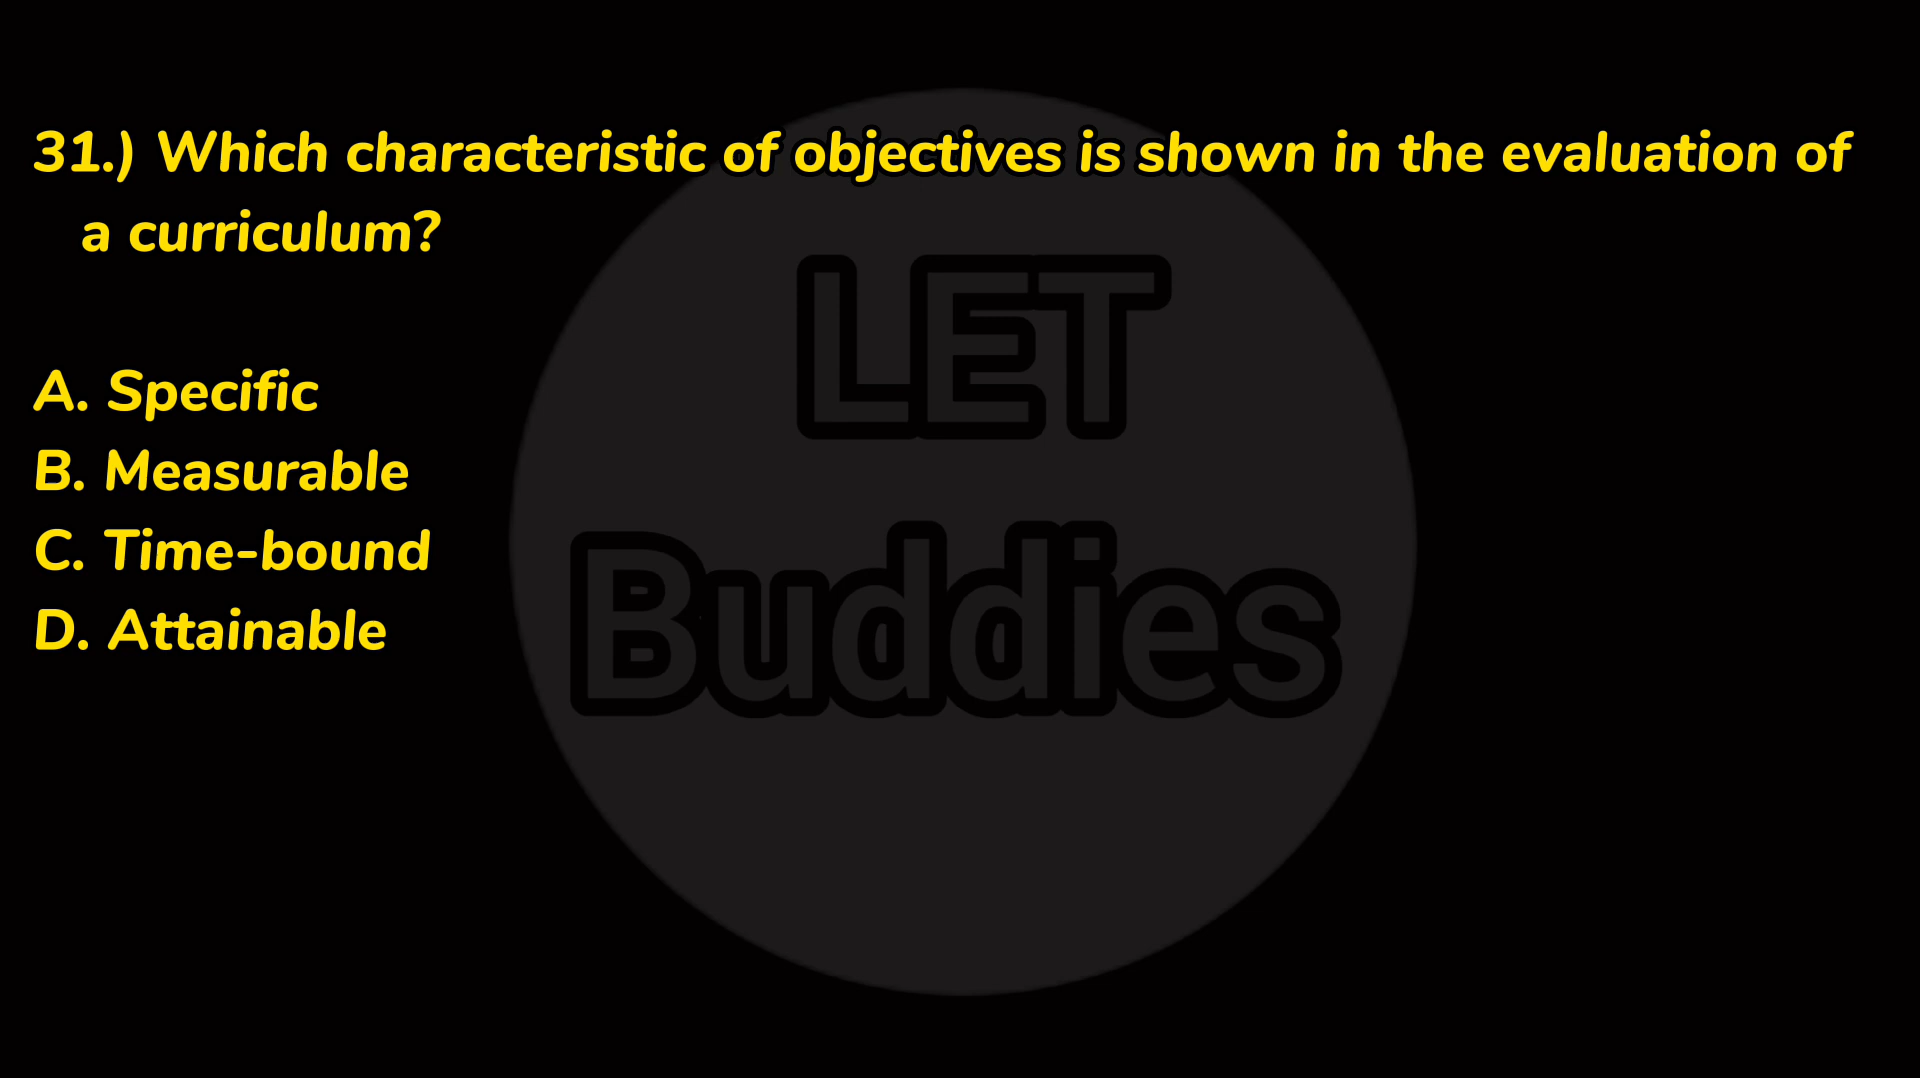 31.) Which characteristic of objectives is shown in the evaluation of
a curriculum?
A. Specific
B. Measurable
C. Time-bound
D. Attainable
LET
Buddies